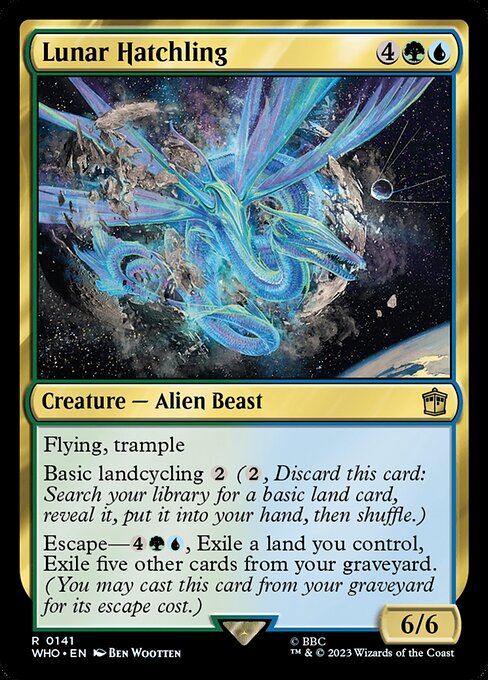 Lunar Hatchling 4
Creature — Alien Beast
Flying, trample
Basic landcycling 2 (2, Discard this card:
Search your library for a basic land card,
reveal it, put it into your hand, then shuffle.)
Escape—4, Exile a land you control,
Exile five other cards from your graveyard.
(You may cast this card from your graveyard
for its escape cost.)
6/6
R 0141
WHO • EN Ben Wootten
© BBC
™ & © 2023 Wizards of the Coast